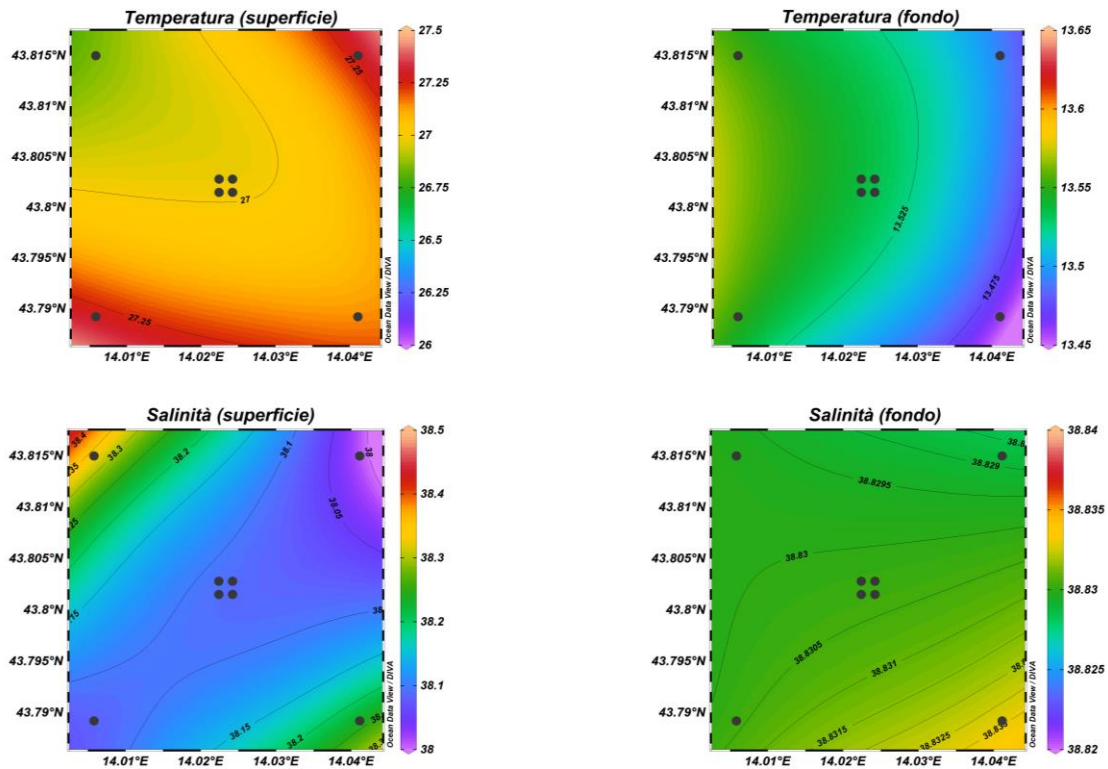 Temperatura (superficie)
43.815°N
43.81°N
43.805°N
43.8°N
43.795°N
43.79°N
27.25
27
27.25
14.01°E
14.02°E
14.03°E
14.04°E
Ocean Data View / DIVA
27.5
27.25
27
26.75
26.5
26.25
26
Temperatura (fondo)
43.815°N
43.81°N
43.805°N
43.8°N
43.795°N
43.79°N
13.525
13.475
14.01°E
14.02°E
14.03°E
14.04°E
Ocean Data View / DIVA
13.65
13.6
13.55
13.5
13.45
Salinità (superficie)
43.815°N
43.81°N
43.805°N
43.8°N
43.795°N
43.79°N
38.4
38.3
38.2
38.1
38
38.05
38.15
38.2
14.01°E
14.02°E
14.03°E
14.04°E
Ocean Data View / DIVA
38.5
38.4
38.3
38.2
38.1
38
Salinità (fondo)
43.815°N
43.81°N
43.805°N
43.8°N
43.795°N
43.79°N
38.829
38.8295
38.83
38.8305
38.831
38.8315
38.8325
14.01°E
14.02°E
14.03°E
14.04°E
Ocean Data View / DIVA
38.84
38.835
38.83
38.825
38.82